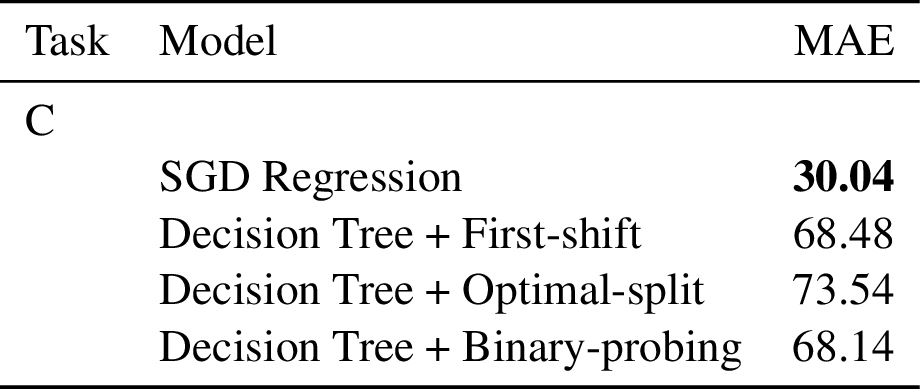 Task Model MAE
C
SGD Regression 30.04
Decision Tree + First-shift 68.48
Decision Tree + Optimal-split 73.54
Decision Tree + Binary-probing 68.14